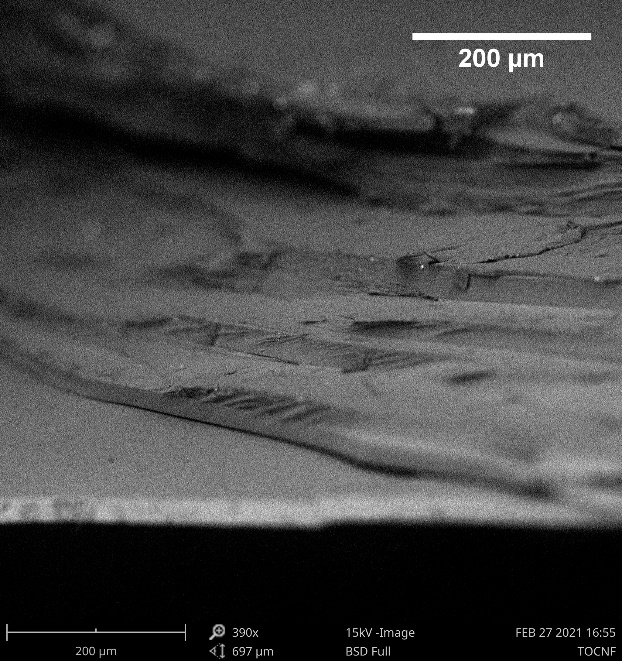 200 µm
390x 15kV -Image FEB 27 2021 16:55
200 µm 697 µm BSD Full TOCNF